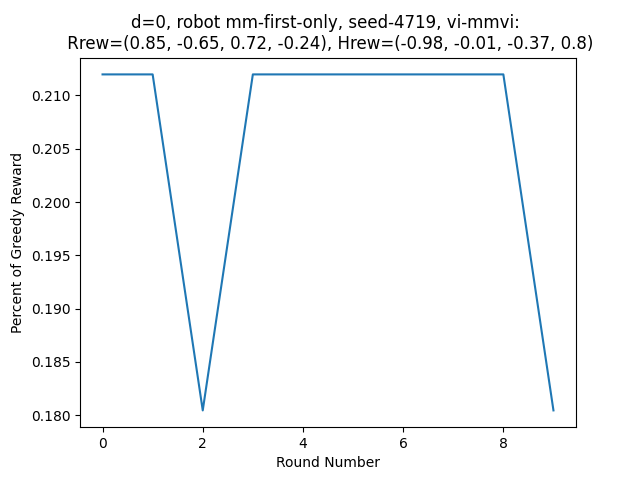 d=0, robot mm-first-only, seed-4719, vi-mmvi:
Rrew=(0.85, -0.65, 0.72, -0.24), Hrew=(-0.98, -0.01, -0.37, 0.8)
0.210
0.205
0.200
0.195
0.190
0.185
0.180
Percent of Greedy Reward
0 2 4 6 8
Round Number